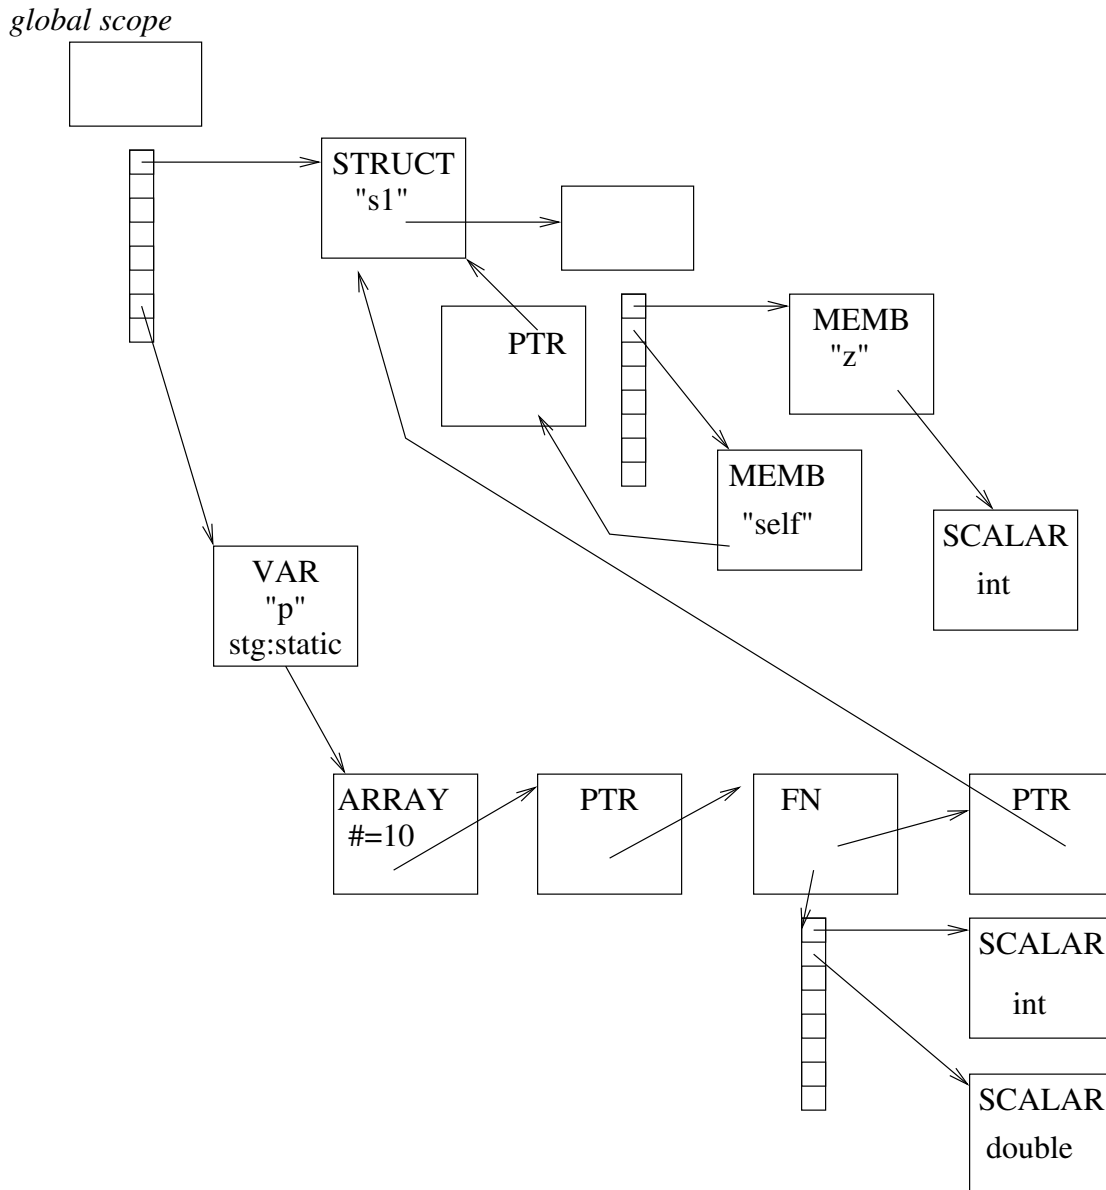 global scope
STRUCT
"s1"
PTR
MEMB
"z"
MEMB
"self"
SCALAR
int
VAR
"p"
stg:static
ARRAY
#=10
PTR
FN
PTR
SCALAR
int
SCALAR
double